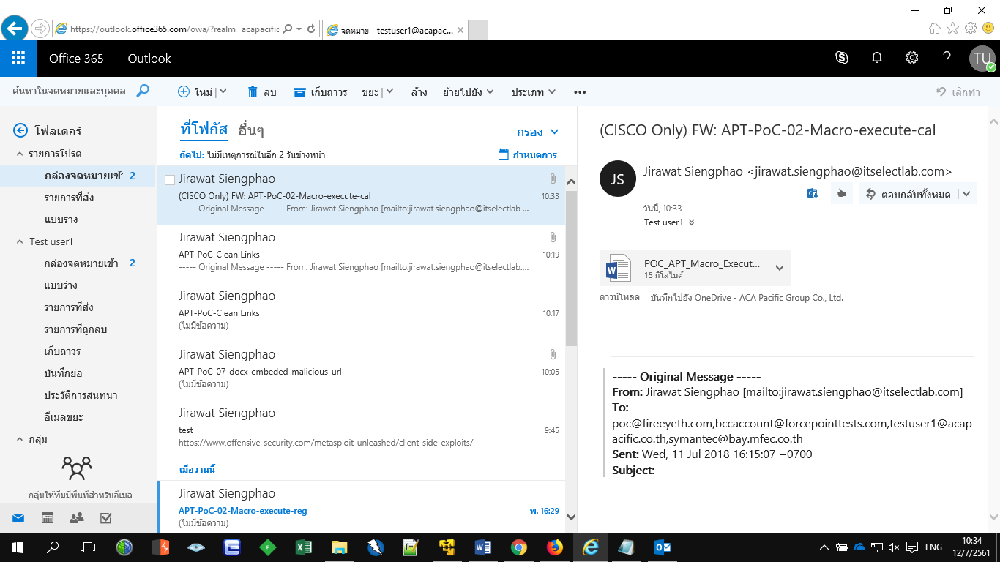 https://outlook.office365.com/owa/?realm=acapacific
จดหมาย - testuser1@acapac...
Office 365
Outlook
TU
ค้นหาในจดหมายและบุคคล
ใหม่
ลบ
เก็บถาวร
ขยะ
ล้าง
ย้ายไปยัง
ประเภท
•••
เลิกทำ
โฟลเดอร์
รายการโปรด
กล่องจดหมายเข้า 2
รายการที่ส่ง
แบบร่าง
Test user1
กล่องจดหมายเข้า 2
แบบร่าง
รายการที่ส่ง
รายการที่ถูกลบ
เก็บถาวร
บันทึกย่อ
ประวัติการสนทนา
อีเมลขยะ
กลุ่ม
กลุ่มให้ทีมมีพื้นที่สำหรับอีเมล
ที่โฟกัส อื่นๆ
กรอง
ถัดไป: ไม่มีเหตุการณ์ในอีก 2 วันข้างหน้า
กำหนดการ
Jirawat Siengphao
(CISCO Only) FW: APT-PoC-02-Macro-execute-cal 10:33
----- Original Message ----- From: Jirawat Siengphao [mailto:jirawat.siengphao@itselectlab....
Jirawat Siengphao
APT-PoC-Clean Links 10:19
----- Original Message ----- From: Jirawat Siengphao [mailto:jirawat.siengphao@itselectlab....
Jirawat Siengphao
APT-PoC-Clean Links 10:17
(ไม่มีข้อความ)
Jirawat Siengphao
APT-PoC-07-docx-embeded-malicious-url 10:05
(ไม่มีข้อความ)
Jirawat Siengphao
test 9:45
https://www.offensive-security.com/metasploit-unleashed/client-side-exploits/
เมื่อวานนี้
Jirawat Siengphao
APT-PoC-02-Macro-execute-reg พ. 16:29
(ไม่มีข้อความ)
(CISCO Only) FW: APT-PoC-02-Macro-execute-cal
JS
Jirawat Siengphao <jirawat.siengphao@itselectlab.com>
ตอบกลับทั้งหมด
วันนี้, 10:33
Test user1
POC_APT_Macro_Execut...
15 กิโลไบต์
ดาวน์โหลด บันทึกไปยัง OneDrive - ACA Pacific Group Co., Ltd.
----- Original Message -----
From: Jirawat Siengphao [mailto:jirawat.siengphao@itselectlab.com]
To:
poc@fireeyeth.com,bccaccount@forcepointtests.com,testuser1@acap
acific.co.th,symantec@bay.mfec.co.th
Sent: Wed, 11 Jul 2018 16:15:07 +0700
Subject:
ENG
10:34
12/7/2561